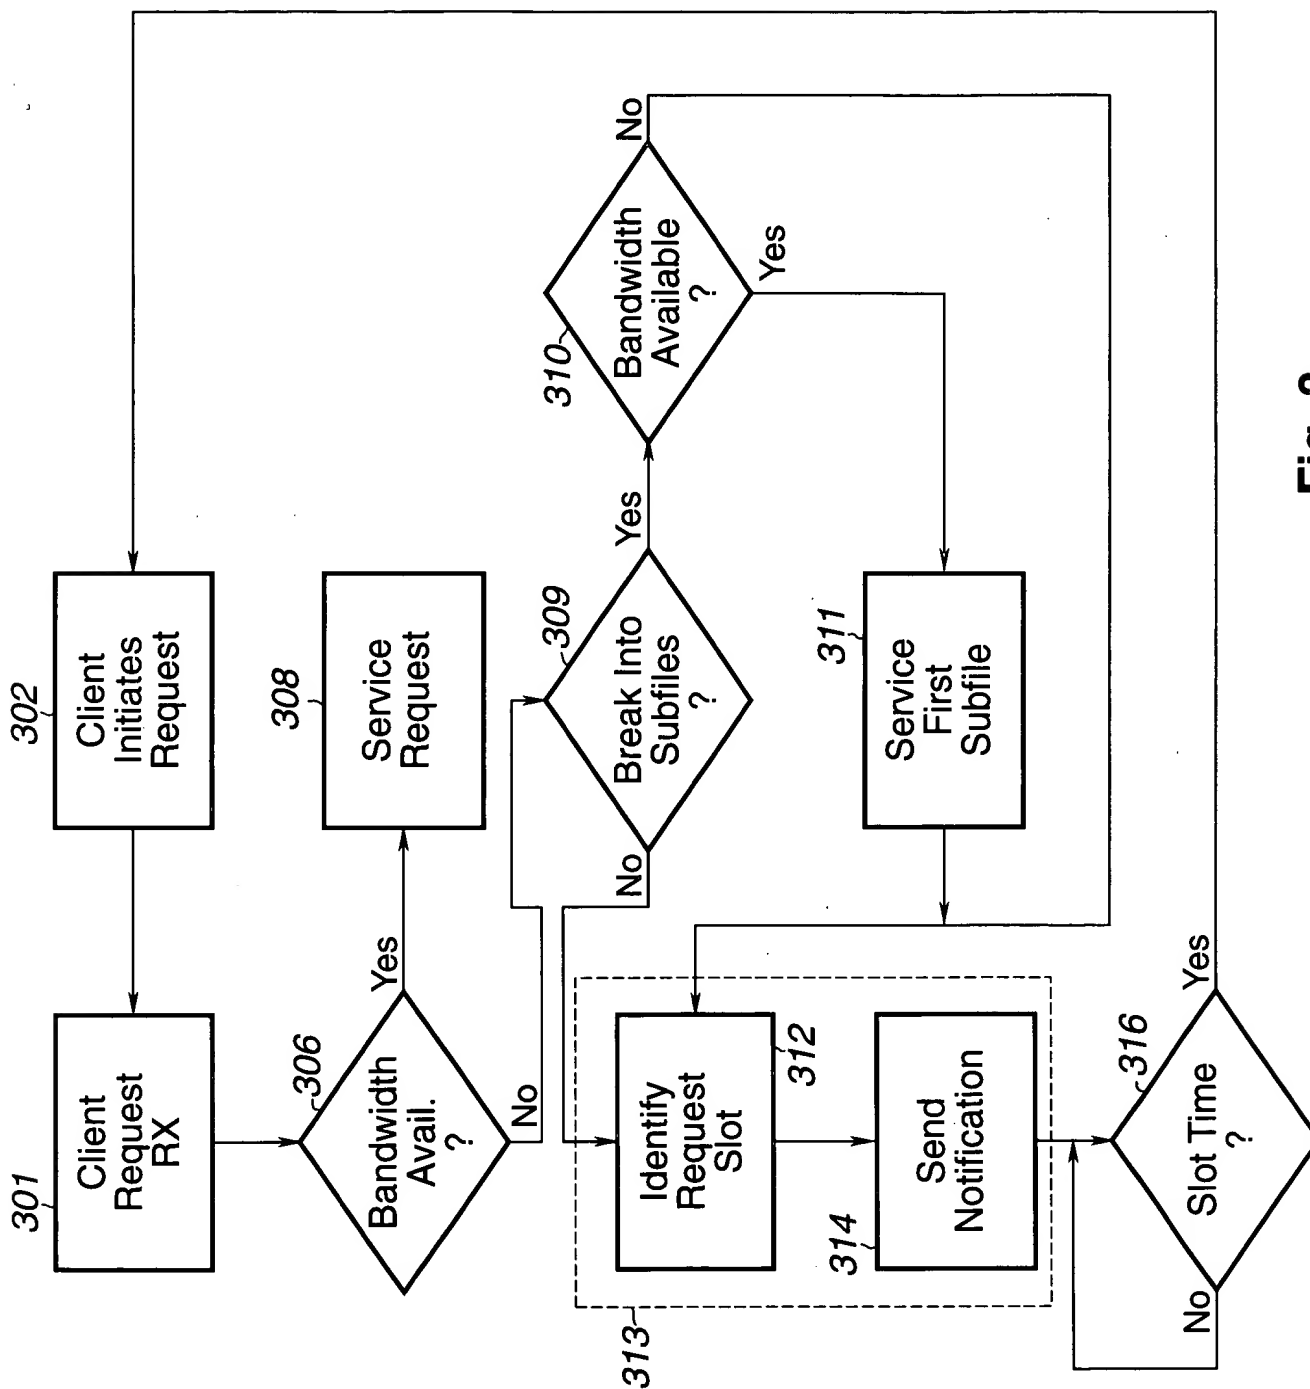 301
Client
Request
RX
302
Client
Initiates
Request
306
Bandwidth
Avail.
?
Yes
No
308
Service
Request
309
Break Into
Subfiles
?
Yes
No
310
Bandwidth
Available
?
No
Yes
311
Service
First
Subfile
312
Identify
Request
Slot
313
314
Send
Notification
316
Slot Time
?
Yes
No
Fig.